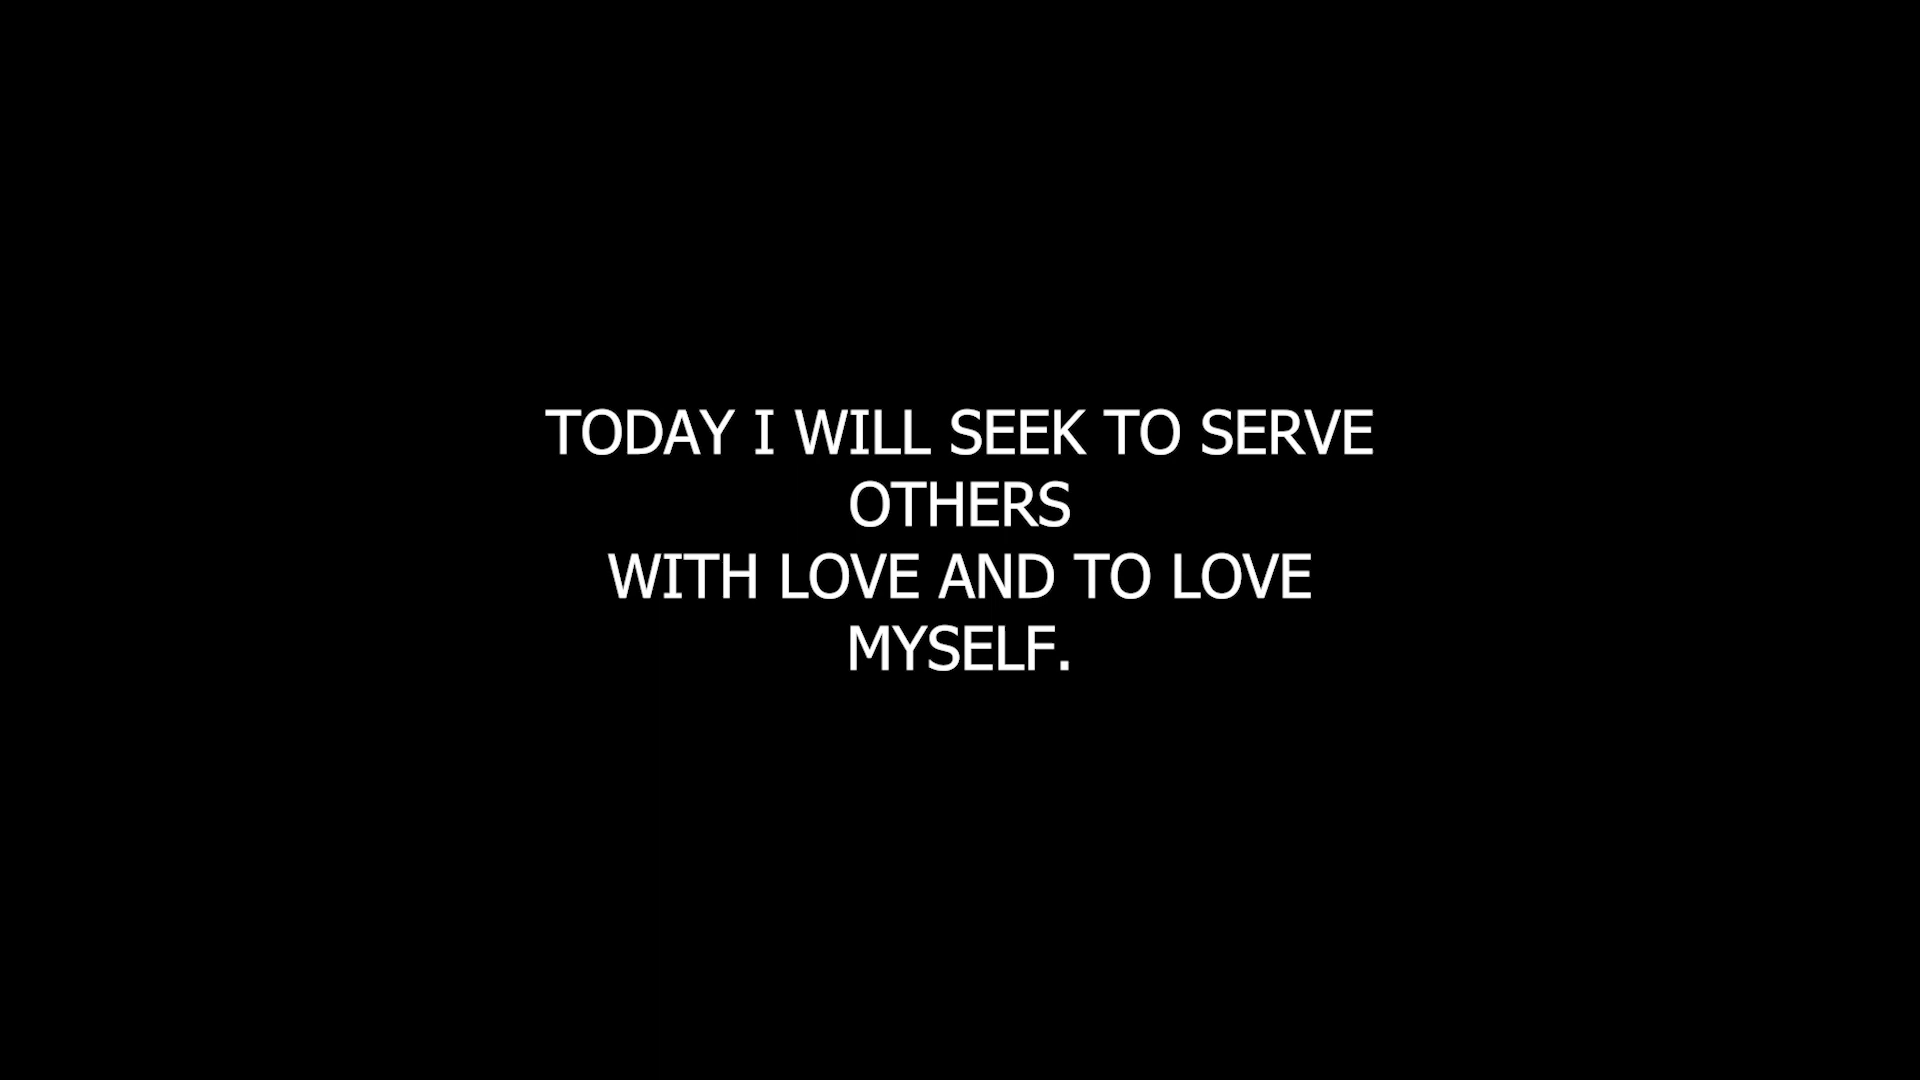 TODAY I WILL SEEK TO SERVE
OTHERS
WITH LOVE AND TO LOVE
MYSELF.